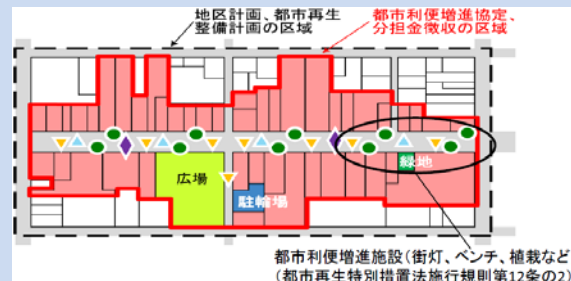 地区計画、都市再生
整備計画の区域
都市利便増進協定、
分担金徴収の区域
広場
駐輪場
緑地
都市利便増進施設(街灯、ベンチ、植栽など
(都市再生特別措置法施行規則第12条の2)